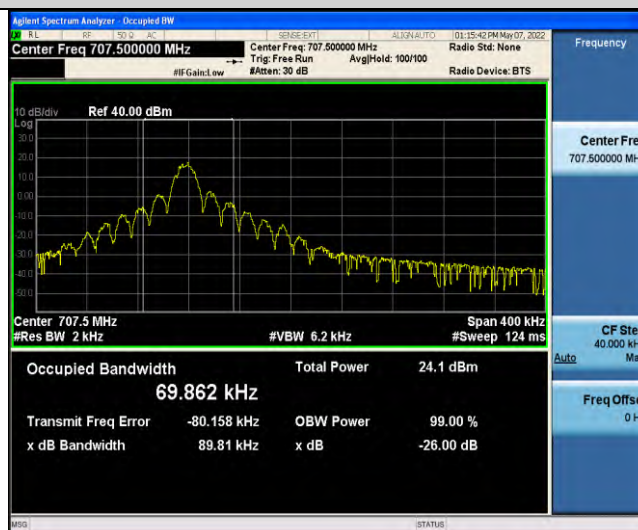 Agilent Spectrum Analyzer - Occupied BW
RL RF 50 Ω AC SENSE:EXT ALIGN AUTO 01:15:42 PM May 07, 2022
Center Freq 707.500000 MHz
Center Freq: 707.500000 MHz Radio Std: None
Trig: Free Run Avg|Hold: 100/100
#IFGain:Low #Atten: 30 dB Radio Device: BTS
Frequency
10 dB/div Ref 40.00 dBm
Log
30.0
20.0
10.0
0.00
-10.0
-20.0
-30.0
-40.0
-50.0
Center 707.5 MHz Span 400 kHz
#Res BW 2 kHz #VBW 6.2 kHz #Sweep 124 ms
Occupied Bandwidth Total Power 24.1 dBm
69.862 kHz
Transmit Freq Error -80.158 kHz OBW Power 99.00 %
x dB Bandwidth 89.81 kHz x dB -26.00 dB
Center Fre
707.500000 MH
CF Ste
40.000 kH
Auto Ma
Freq Offse
0 H
MSG STATUS